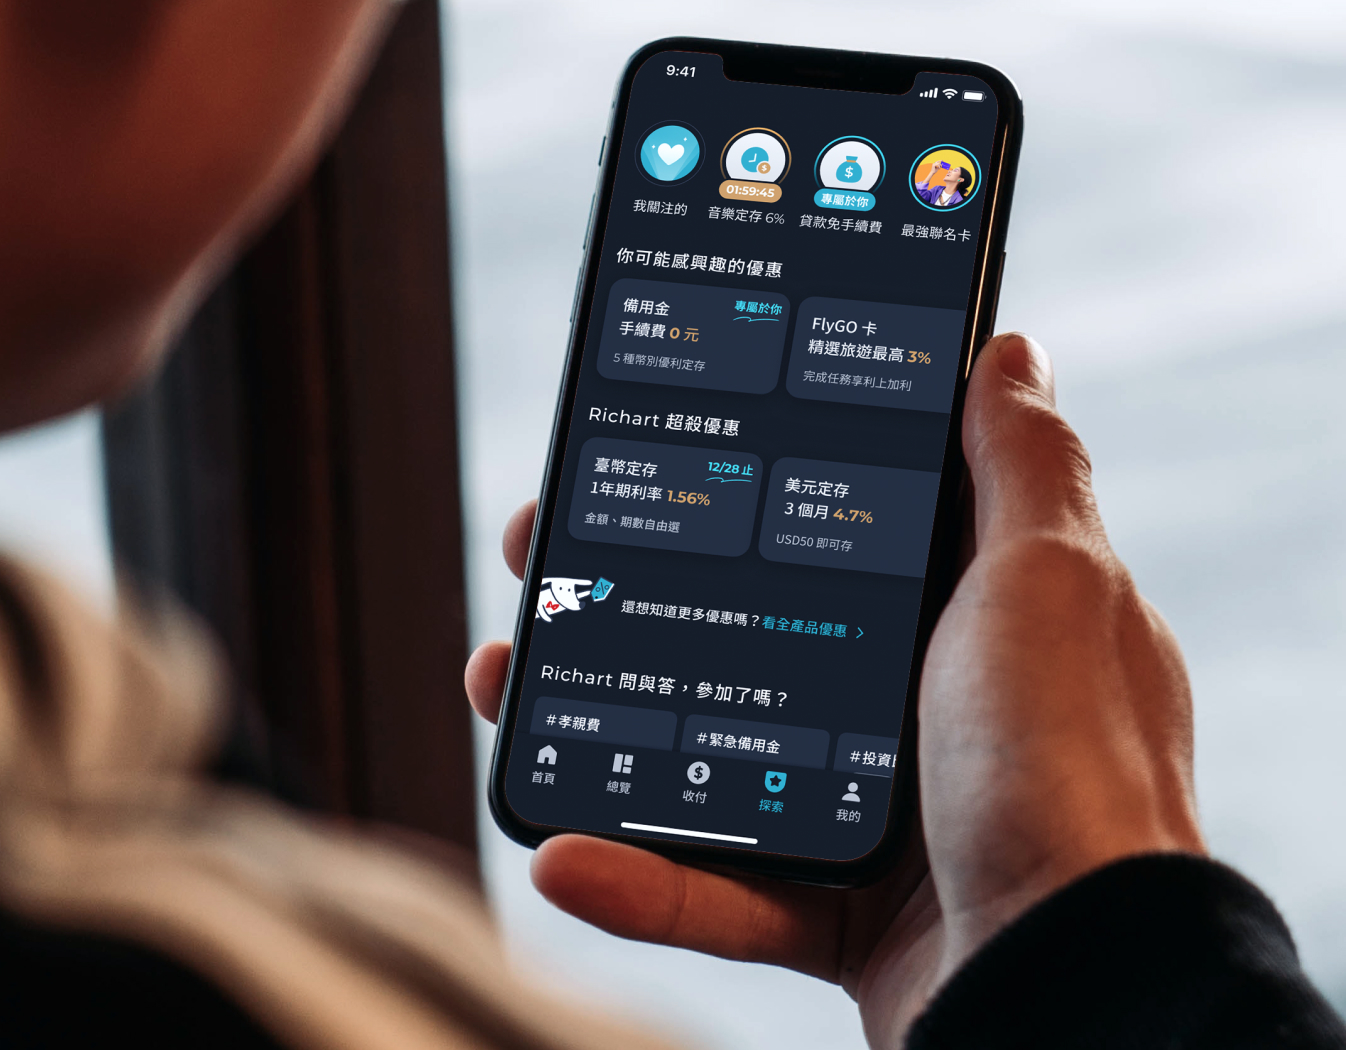 9:41
01:59:45
專屬於你
我關注的
音樂定存 6%
貸款免手續費
最強聯名卡
你可能感興趣的優惠
備用金
專屬於你
手續費 0 元
5 種幣別優利定存
FlyGO 卡
精選旅遊最高 3%
完成任務享利上加利
Richart 超殺優惠
臺幣定存
12/28 止
1年期利率 1.56%
金額、期數自由選
美元定存
3 個月 4.7%
USD50 即可存
還想知道更多優惠嗎？看全產品優惠
Richart 問與答，參加了嗎？
#孝親費
#緊急備用金
#投資
首頁
總覽
收付
探索
我的